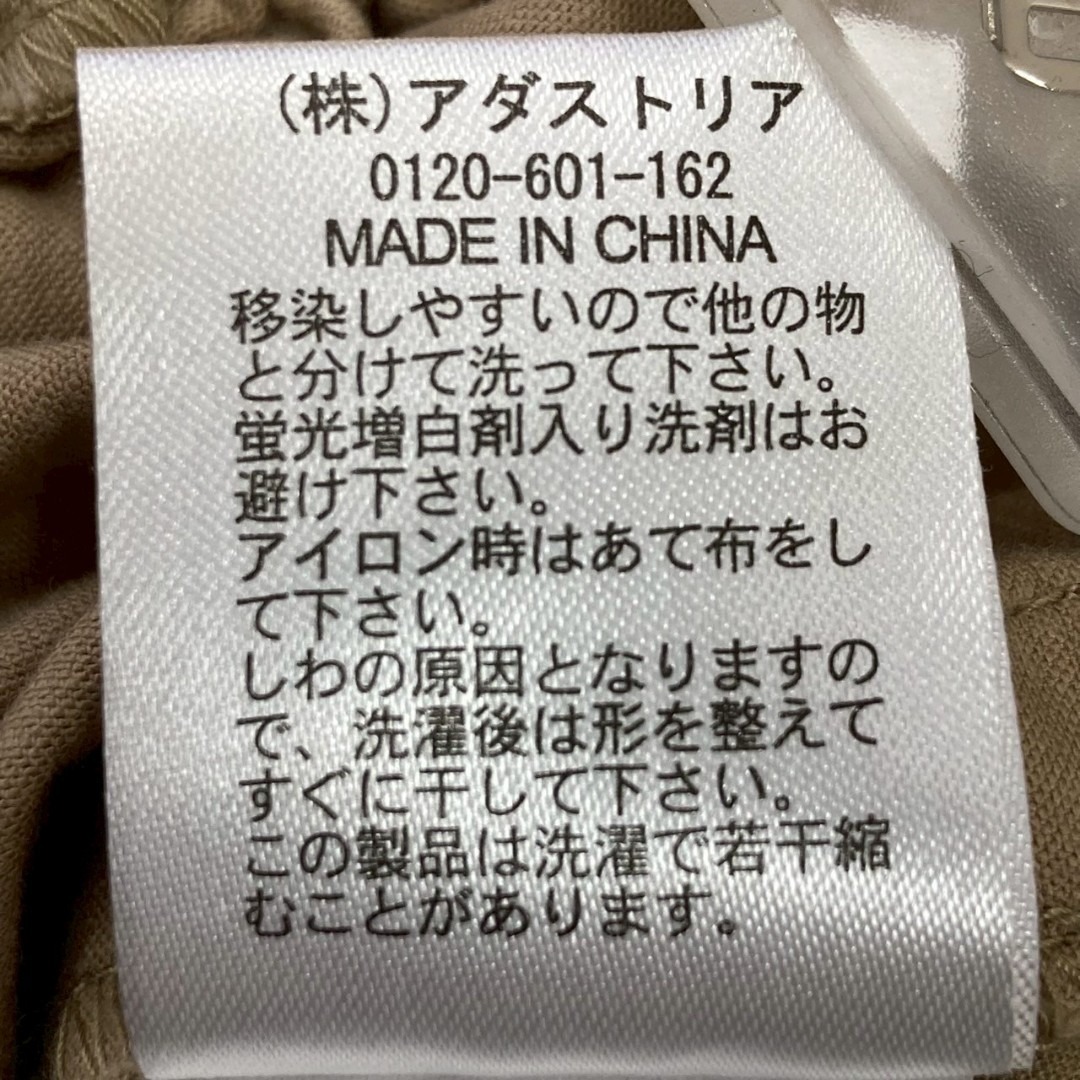 (株)アダストリア
0120-601-162
MADE IN CHINA
移染しやすいので他の物
と分けて洗って下さい。
蛍光増白剤入り洗剤はお
避け下さい。
アイロン時はあて布をし
て下さい。
しわの原因となりますの
で、洗濯後は形を整えて
すぐに干して下さい。
この製品は洗濯で若干縮
むことがあります。